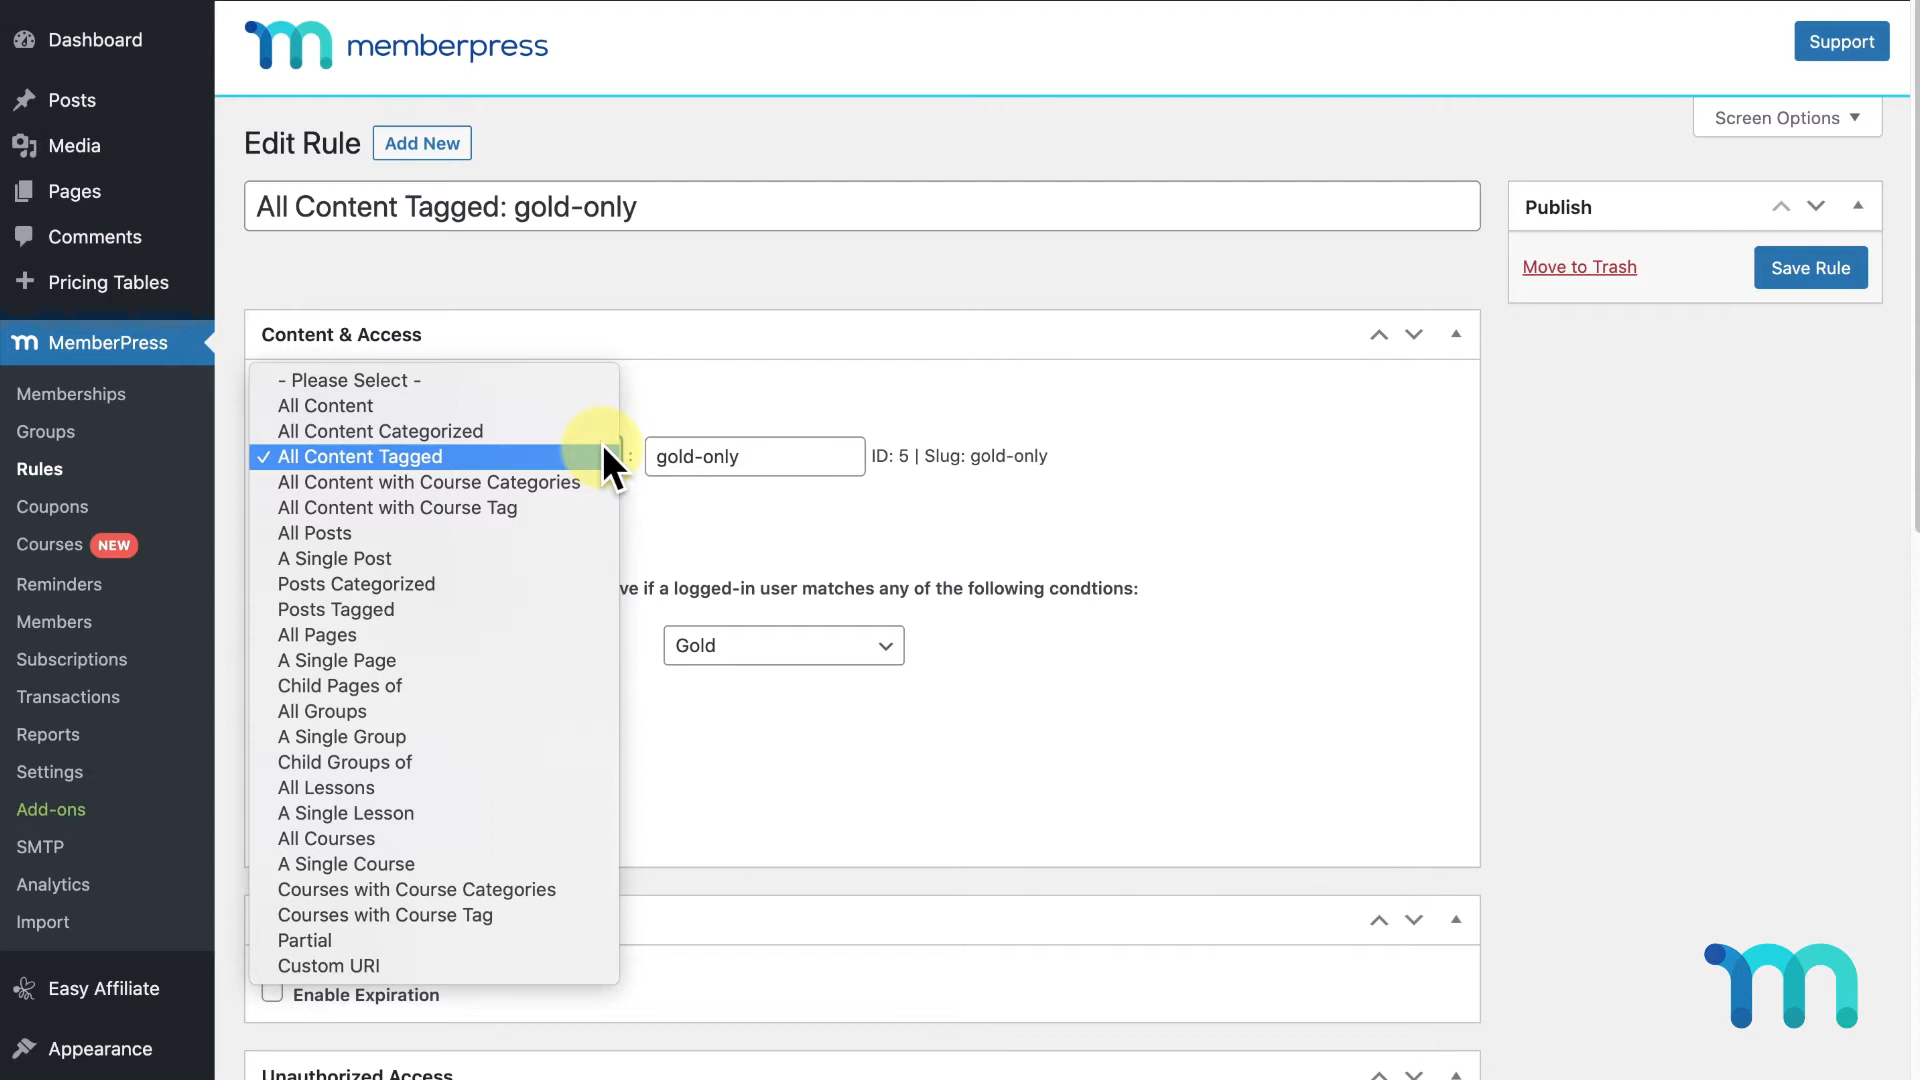 Dashboard
Posts
Media
Pages
Comments
Pricing Tables
MemberPress
Memberships
Groups
Rules
Coupons
Courses NEW
Reminders
Members
Subscriptions
Transactions
Reports
Settings
Add-ons
SMTP
Analytics
Import
Easy Affiliate
Appearance
memberpress
Support
Screen Options
Edit Rule Add New
All Content Tagged: gold-only
Publish
Move to Trash Save Rule
Content & Access
- Please Select -
All Content
All Content Categorized
✓ All Content Tagged : gold-only ID: 5 | Slug: gold-only
All Content with Course Categories
All Content with Course Tag
All Posts
A Single Post
Posts Categorized
Posts Tagged
All Pages
A Single Page
Child Pages of
All Groups
A Single Group
Child Groups of
All Lessons
A Single Lesson
All Courses
A Single Course
Courses with Course Categories
Courses with Course Tag
Partial
Custom URI
ve if a logged-in user matches any of the following condtions:
Gold
Enable Expiration
Unauthorized Access